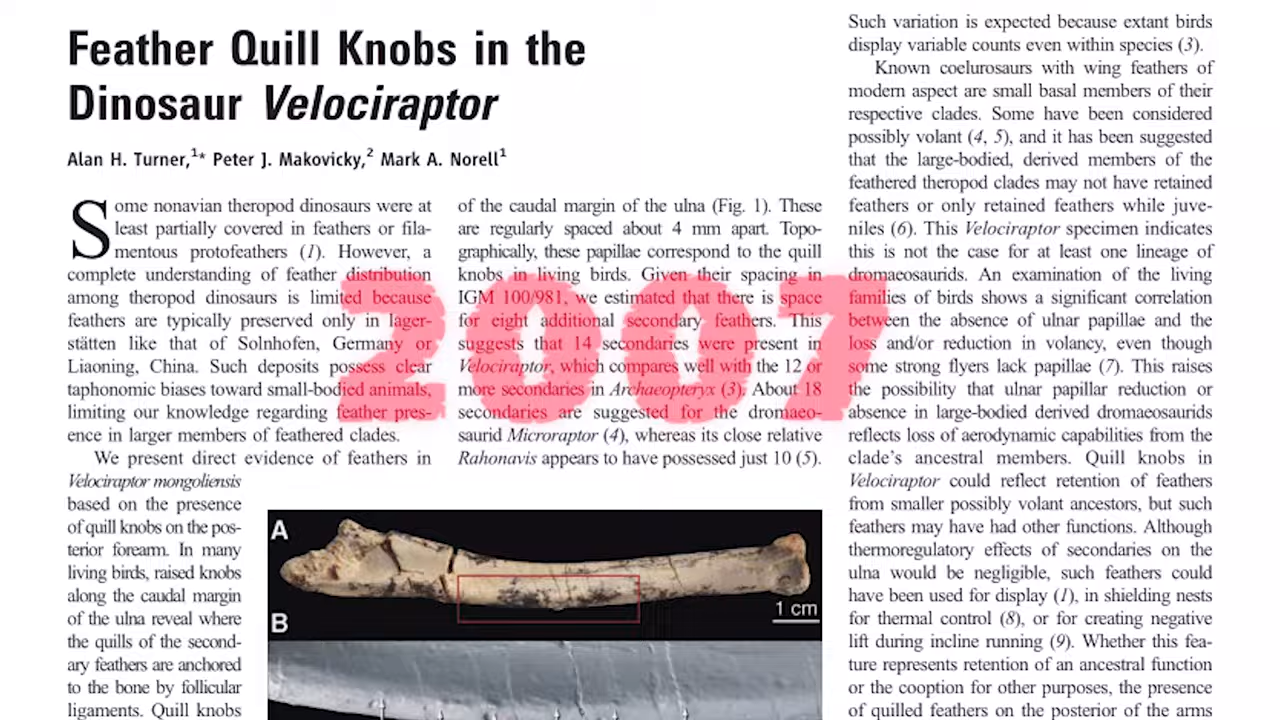 Feather Quill Knobs in the
Dinosaur Velociraptor
Alan H. Turner,1* Peter J. Makovicky,2 Mark A. Norell1
Some nonavian theropod dinosaurs were at
least partially covered in feathers or fila-
mentous protofeathers (1). However, a
complete understanding of feather distribution
among theropod dinosaurs is limited because
feathers are typically preserved only in lager-
stätten like that of Solnhofen, Germany or
Liaoning, China. Such deposits possess clear
taphonomic biases toward small-bodied animals,
limiting our knowledge regarding feather pres-
ence in larger members of feathered clades.
We present direct evidence of feathers in
Velociraptor mongoliensis
based on the presence
of quill knobs on the pos-
terior forearm. In many
living birds, raised knobs
along the caudal margin
of the ulna reveal where
the quills of the second-
ary feathers are anchored
to the bone by follicular
ligaments. Quill knobs
of the caudal margin of the ulna (Fig. 1). These
are regularly spaced about 4 mm apart. Topo-
graphically, these papillae correspond to the quill
knobs in living birds. Given their spacing in
IGM 100/981, we estimated that there is space
for eight additional secondary feathers. This
suggests that 14 secondaries were present in
Velociraptor, which compares well with the 12 or
more secondaries in Archaeopteryx (3). About 18
secondaries are suggested for the dromaeo-
saurid Microraptor (4), whereas its close relative
Rahonavis appears to have possessed just 10 (5).
A
1 cm
B
Such variation is expected because extant birds
display variable counts even within species (3).
Known coelurosaurs with wing feathers of
modern aspect are small basal members of their
respective clades. Some have been considered
possibly volant (4, 5), and it has been suggested
that the large-bodied, derived members of the
feathered theropod clades may not have retained
feathers or only retained feathers while juve-
niles (6). This Velociraptor specimen indicates
this is not the case for at least one lineage of
dromaeosaurids. An examination of the living
families of birds shows a significant correlation
between the absence of ulnar papillae and the
loss and/or reduction in volancy, even though
some strong flyers lack papillae (7). This raises
the possibility that ulnar papillar reduction or
absence in large-bodied derived dromaeosaurids
reflects loss of aerodynamic capabilities from the
clade's ancestral members. Quill knobs in
Velociraptor could reflect retention of feathers
from smaller possibly volant ancestors, but such
feathers may have had other functions. Although
thermoregulatory effects of secondaries on the
ulna would be negligible, such feathers could
have been used for display (1), in shielding nests
for thermal control (8), or for creating negative
lift during incline running (9). Whether this fea-
ture represents retention of an ancestral function
or the cooption for other purposes, the presence
of quilled feathers on the posterior of the arms
2007